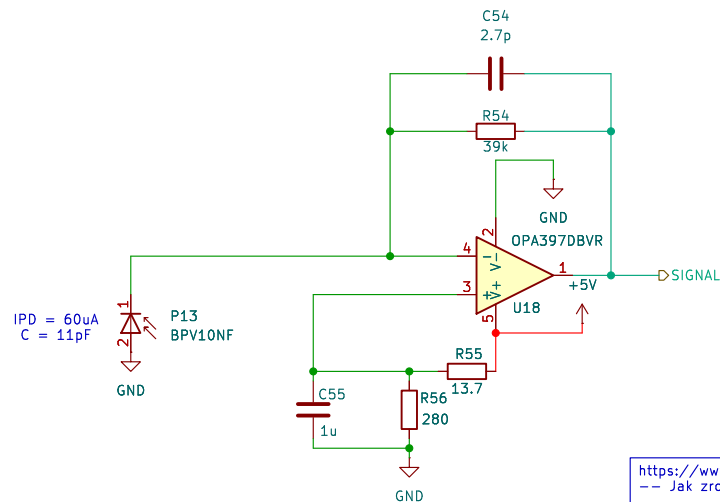 C54
2.7p
R54
39k
GND
OPA397DBVR
2
V-
4
-
1
SIGNAL
+5V
3
+
V+
U18
5
1
P13
IPD = 60uA
BPV10NF
C = 11pF
2
GND
R55
13.7
C55
R56
280
1u
GND
https://ww
-- Jak zro